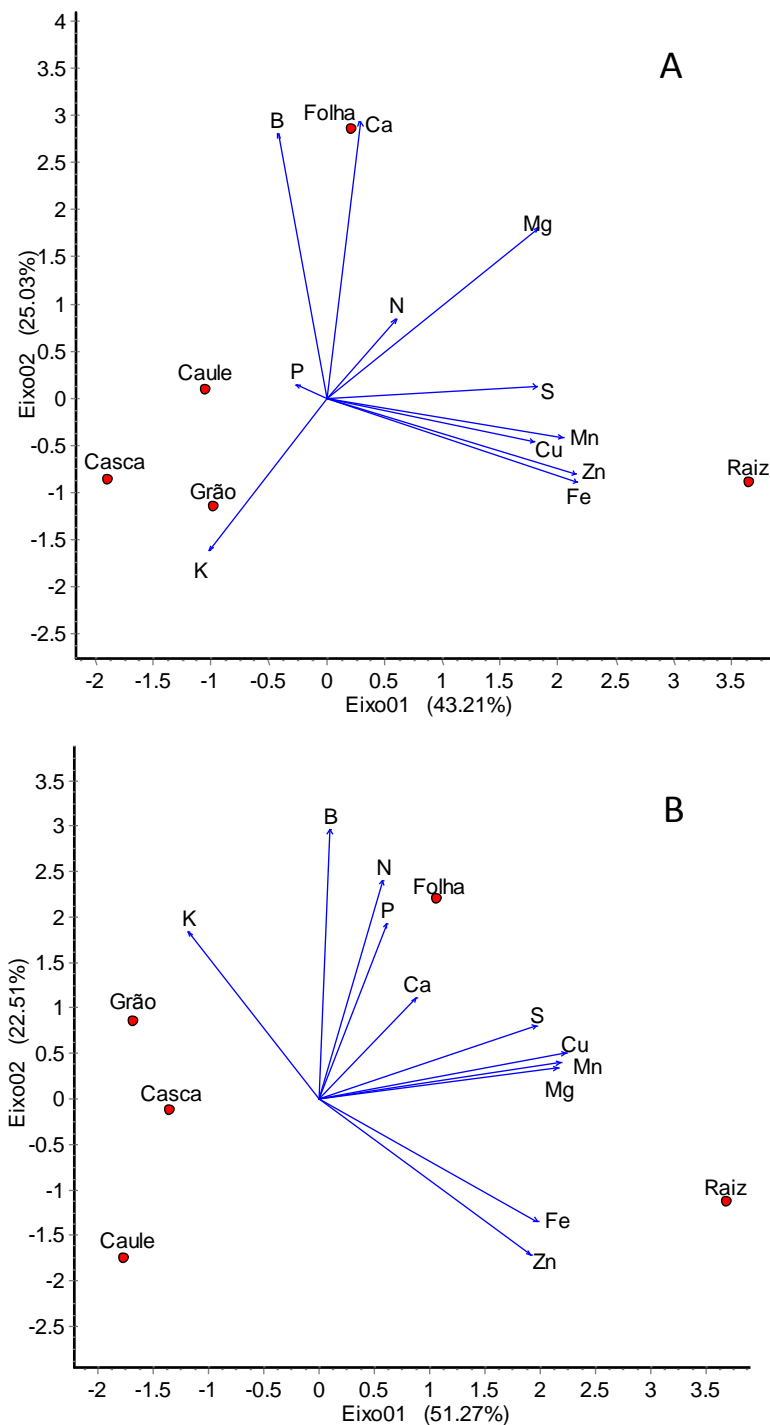 A
4
3.5
3
2.5
2
1.5
1
0.5
0
-0.5
-1
-1.5
-2
-2.5
Eixo02 (25.03%)
B
Folha
Ca
Mg
N
P
S
Caule
Mn
Cu
Casca
Grão
Zn
Raiz
Fe
K
-2 -1.5 -1 -0.5 0 0.5 1 1.5 2 2.5 3 3.5
Eixo01 (43.21%)
B
3.5
3
2.5
2
1.5
1
0.5
0
-0.5
-1
-1.5
-2
-2.5
Eixo02 (22.51%)
B
N
Folha
K
P
Ca
Grão
S
Cu
Mn
Casca
Mg
Raiz
Fe
Caule
Zn
-2 -1.5 -1 -0.5 0 0.5 1 1.5 2 2.5 3 3.5
Eixo01 (51.27%)